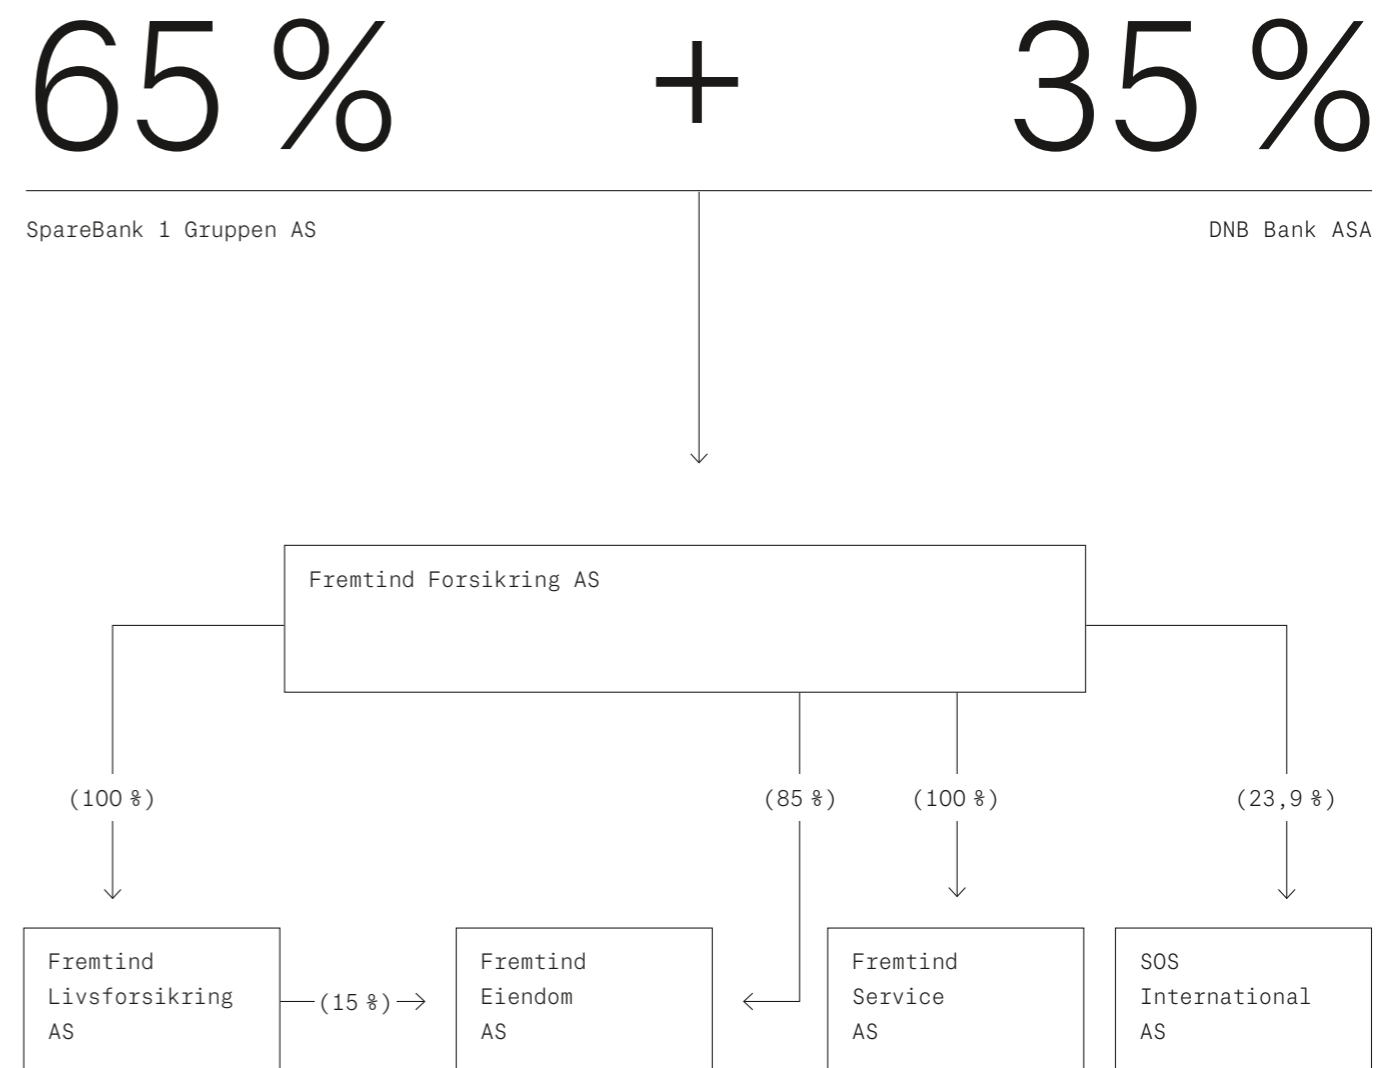 65 % + 35 %
SpareBank 1 Gruppen AS
DNB Bank ASA
Fremtind Forsikring AS
(100 %)
(85 %)
(100 %)
(23,9 %)
Fremtind
Livsforsikring
AS
(15 %)
Fremtind
Eiendom
AS
Fremtind
Service
AS
SOS
International
AS